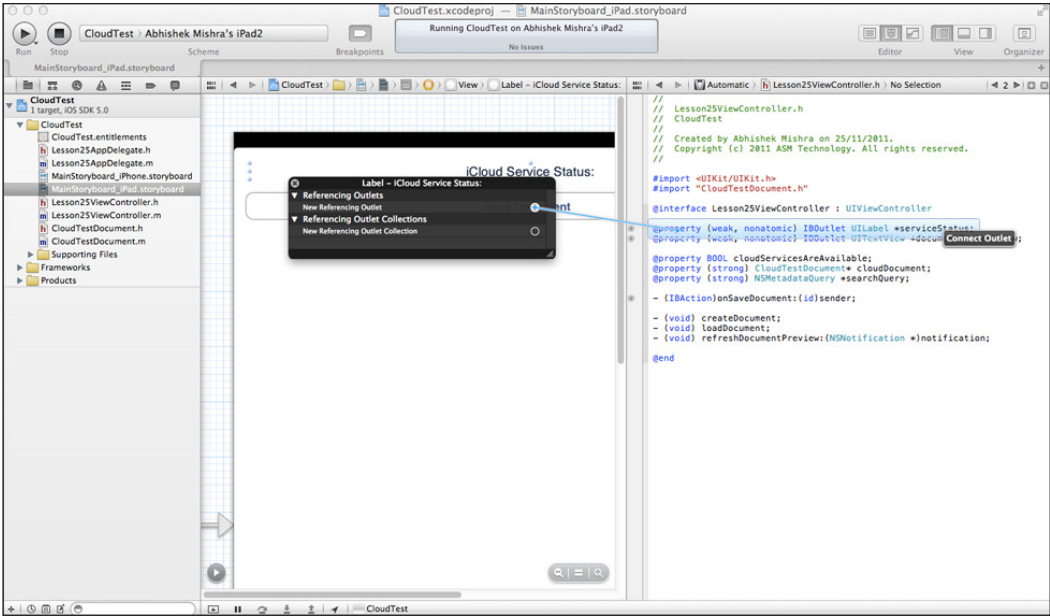 CloudTest.xcodeproj — MainStoryboard_iPad.storyboard
Run
Stop
CloudTest › Abhishek Mishra's iPad2
Scheme
Breakpoints
Running CloudTest on Abhishek Mishra's iPad2
No Issues
Editor
View
Organizer
MainStoryboard_iPad.storyboard
CloudTest
1 target, iOS SDK 5.0
CloudTest
CloudTest.entitlements
Lesson25AppDelegate.h
Lesson25AppDelegate.m
MainStoryboard_iPhone.storyboard
MainStoryboard_iPad.storyboard
Lesson25ViewController.h
Lesson25ViewController.m
CloudTestDocument.h
CloudTestDocument.m
Supporting Files
Frameworks
Products
CloudTest
View
Label – iCloud Service Status:
iCloud Service Status:
Label – iCloud Service Status:
Referencing Outlets
New Referencing Outlet
Referencing Outlet Collections
New Referencing Outlet Collection
Automatic
Lesson25ViewController.h
No Selection
2
//
// Lesson25ViewController.h
// CloudTest
//
// Created by Abhishek Mishra on 25/11/2011.
// Copyright (c) 2011 ASM Technology. All rights reserved.
//
#import <UIKit/UIKit.h>
#import "CloudTestDocument.h"
@interface Lesson25ViewController : UIViewController
@property (weak, nonatomic) IBOutlet UILabel *serviceStatus;
@property (weak, nonatomic) IBOutlet UITextView
Connect Outlet
@property BOOL cloudServicesAreAvailable;
@property (strong) CloudTestDocument* cloudDocument;
@property (strong) NSMetadataQuery *searchQuery;
- (IBAction)onSaveDocument:(id)sender;
- (void) createDocument;
- (void) loadDocument;
- (void) refreshDocumentPreview:(NSNotification *)notification;
@end
CloudTest